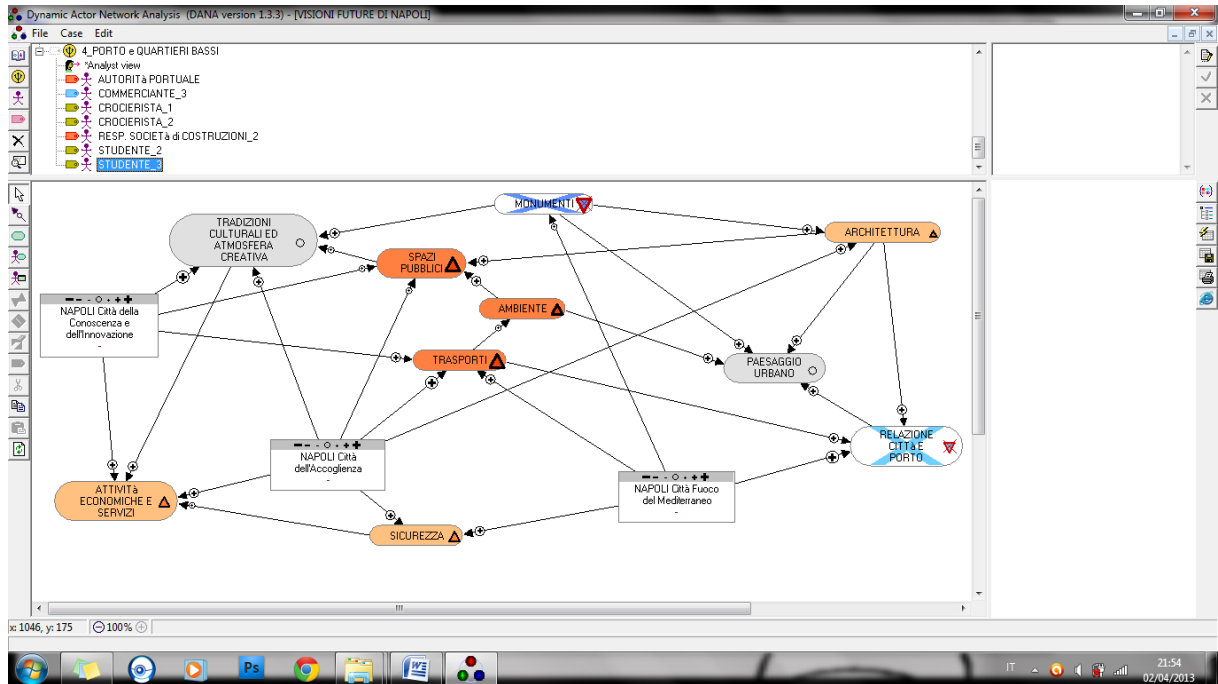 Dynamic Actor Network Analysis (DANA version 1.3.3) - [VISIONI FUTURE DI NAPOLI]
File Case Edit
4_PORTO e QUARTIERI BASSI
*Analyst view
AUTORITà PORTUALE
COMMERCIANTE_3
CROCIERISTA_1
CROCIERISTA_2
RESP. SOCIETà di COSTRUZIONI_2
STUDENTE_2
STUDENTE_3
MONUMENTI
TRADIZIONI
CULTURALI ED
ATMOSFERA
CREATIVA
ARCHITETTURA
SPAZI
PUBBLICI
AMBIENTE
NAPOLI Città della
Conoscenza e
dell'Innovazione
-
TRASPORTI
PAESAGGIO
URBANO
RELAZIONE
CITTà E
PORTO
NAPOLI Città
dell'Accoglienza
-
NAPOLI Città Fuoco
del Mediterraneo
-
ATTIVITà
ECONOMICHE E
SERVIZI
SICUREZZA
x: 1046, y: 175 100%
Ps
W
IT
21:54
02/04/2013